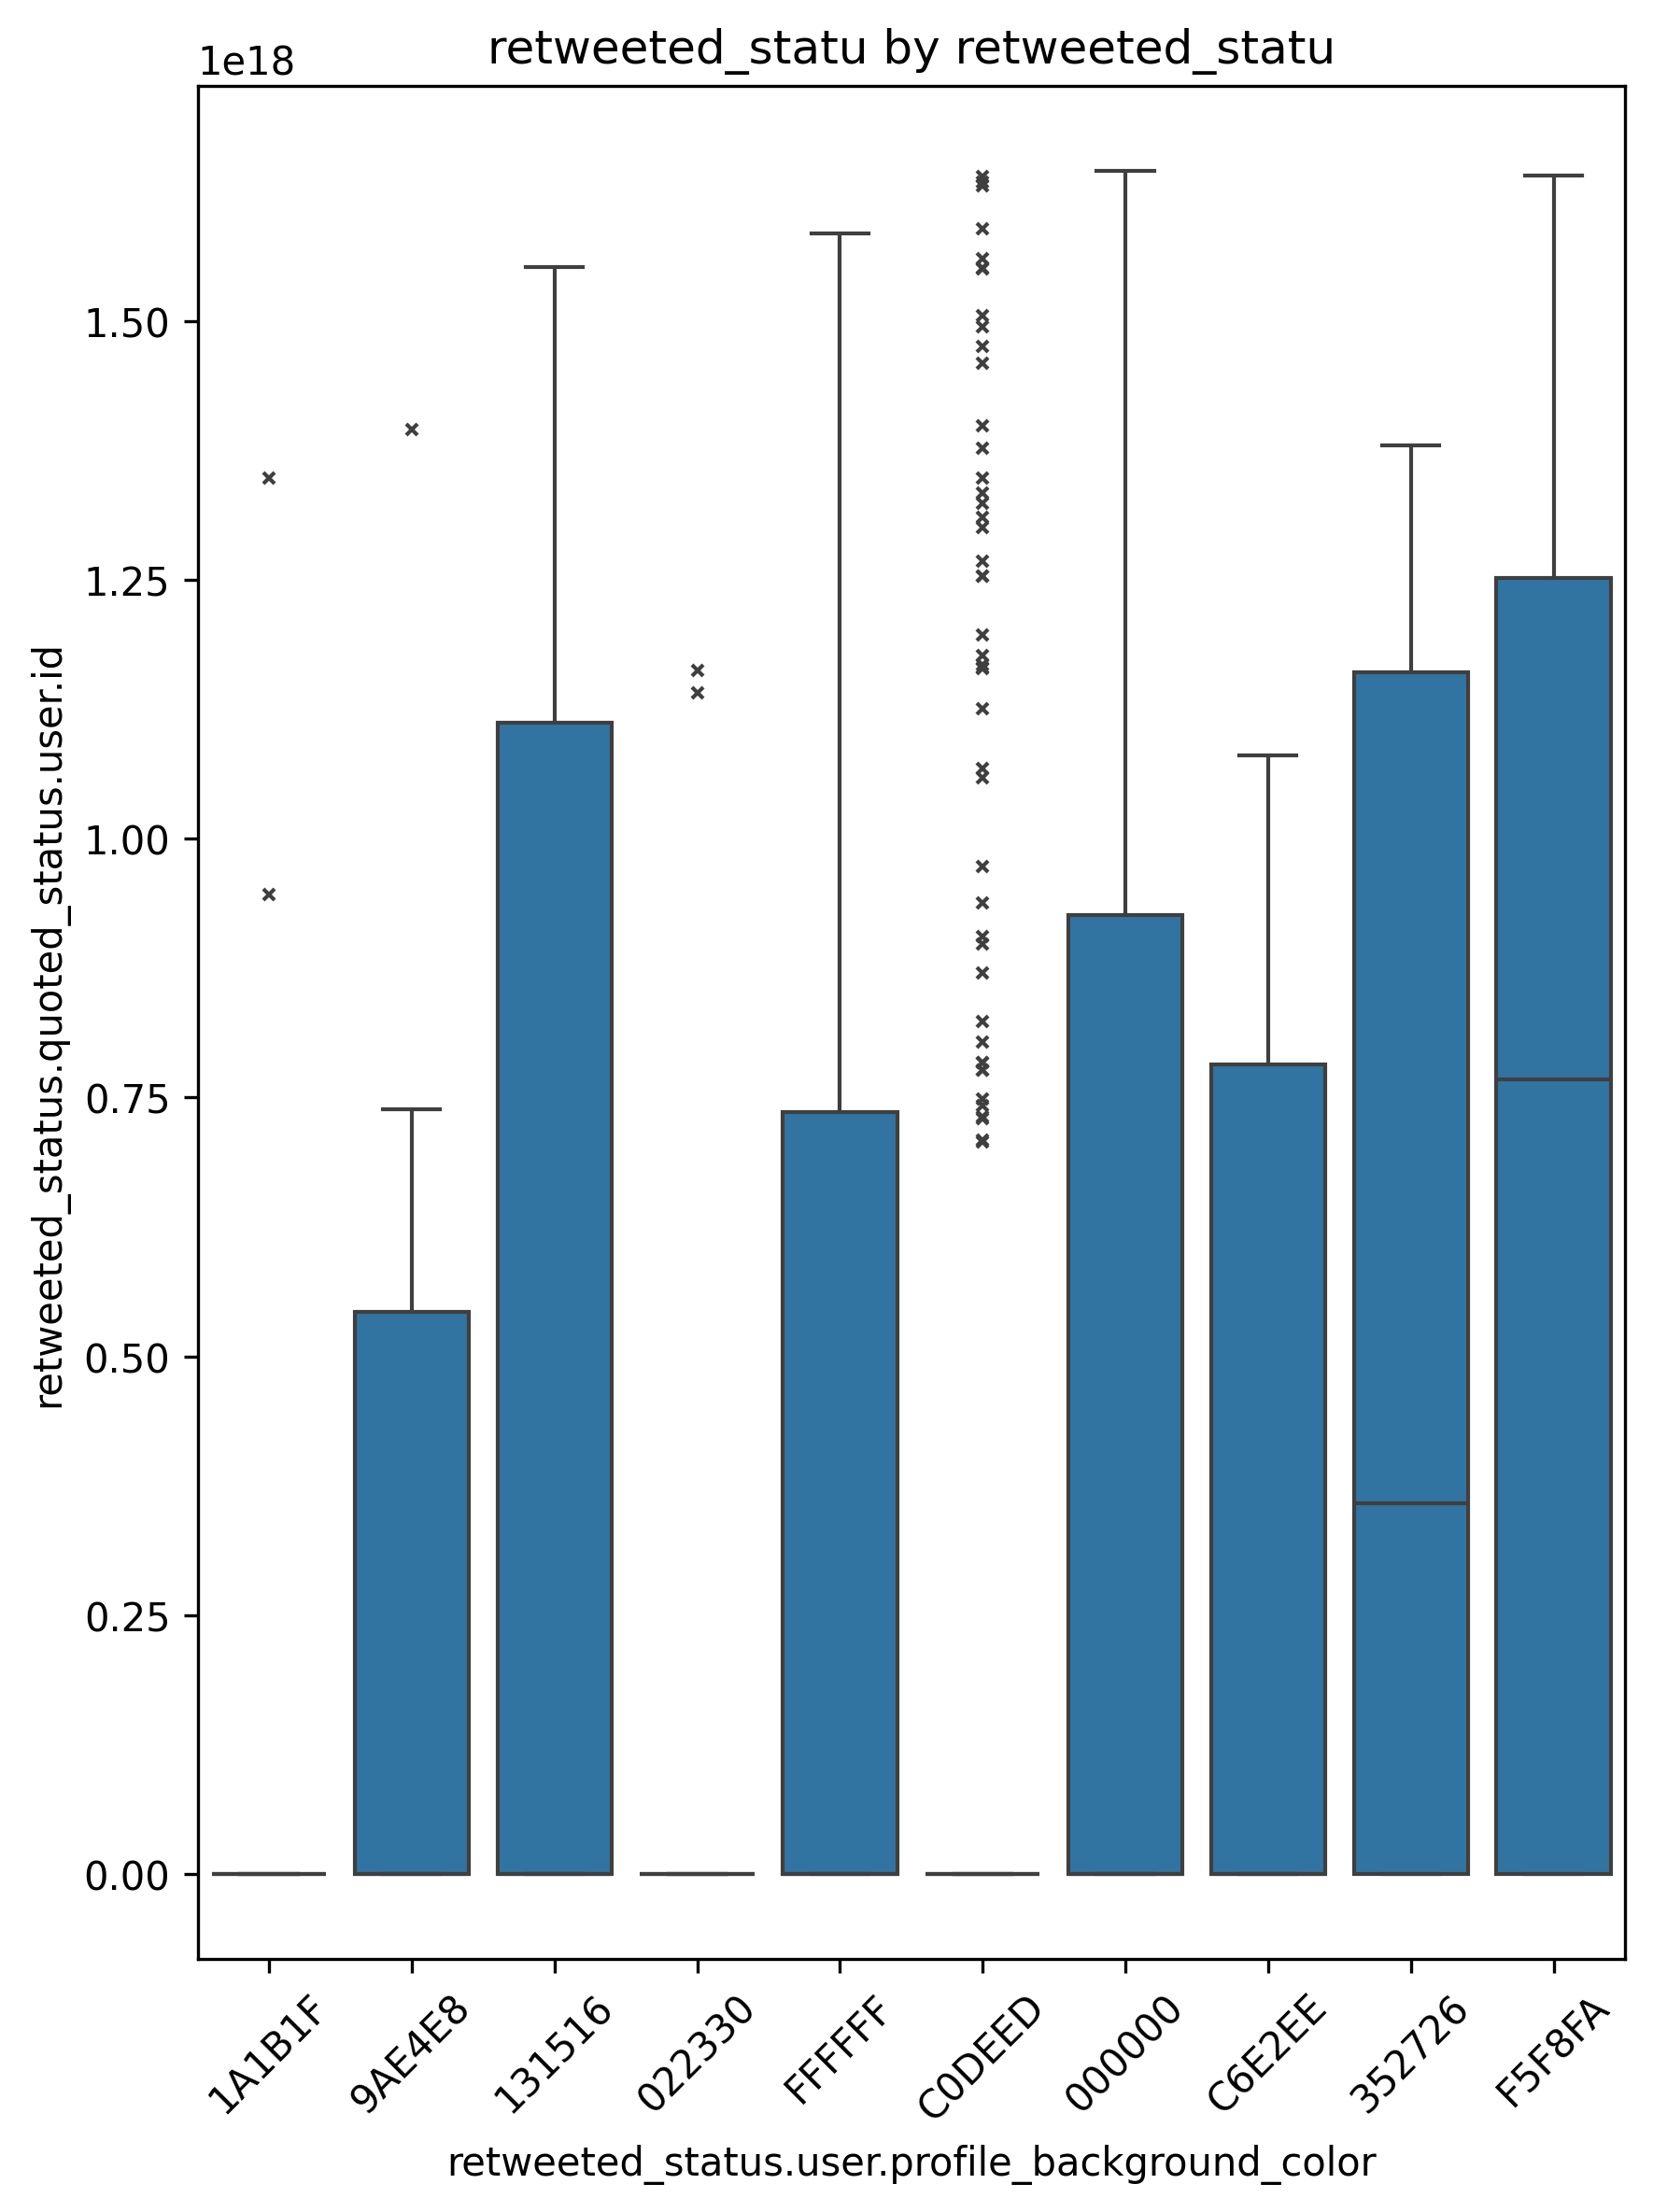 retweeted_statu by retweeted_statu
1e18
1.50
1.25
1.00
0.75
0.50
0.25
0.00
retweeted_status.quoted_status.user.id
1A1B1F
9AE4E8
131516
022330
FFFFFF
C0DEED
000000
C6E2EE
352726
F5F8FA
retweeted_status.user.profile_background_color